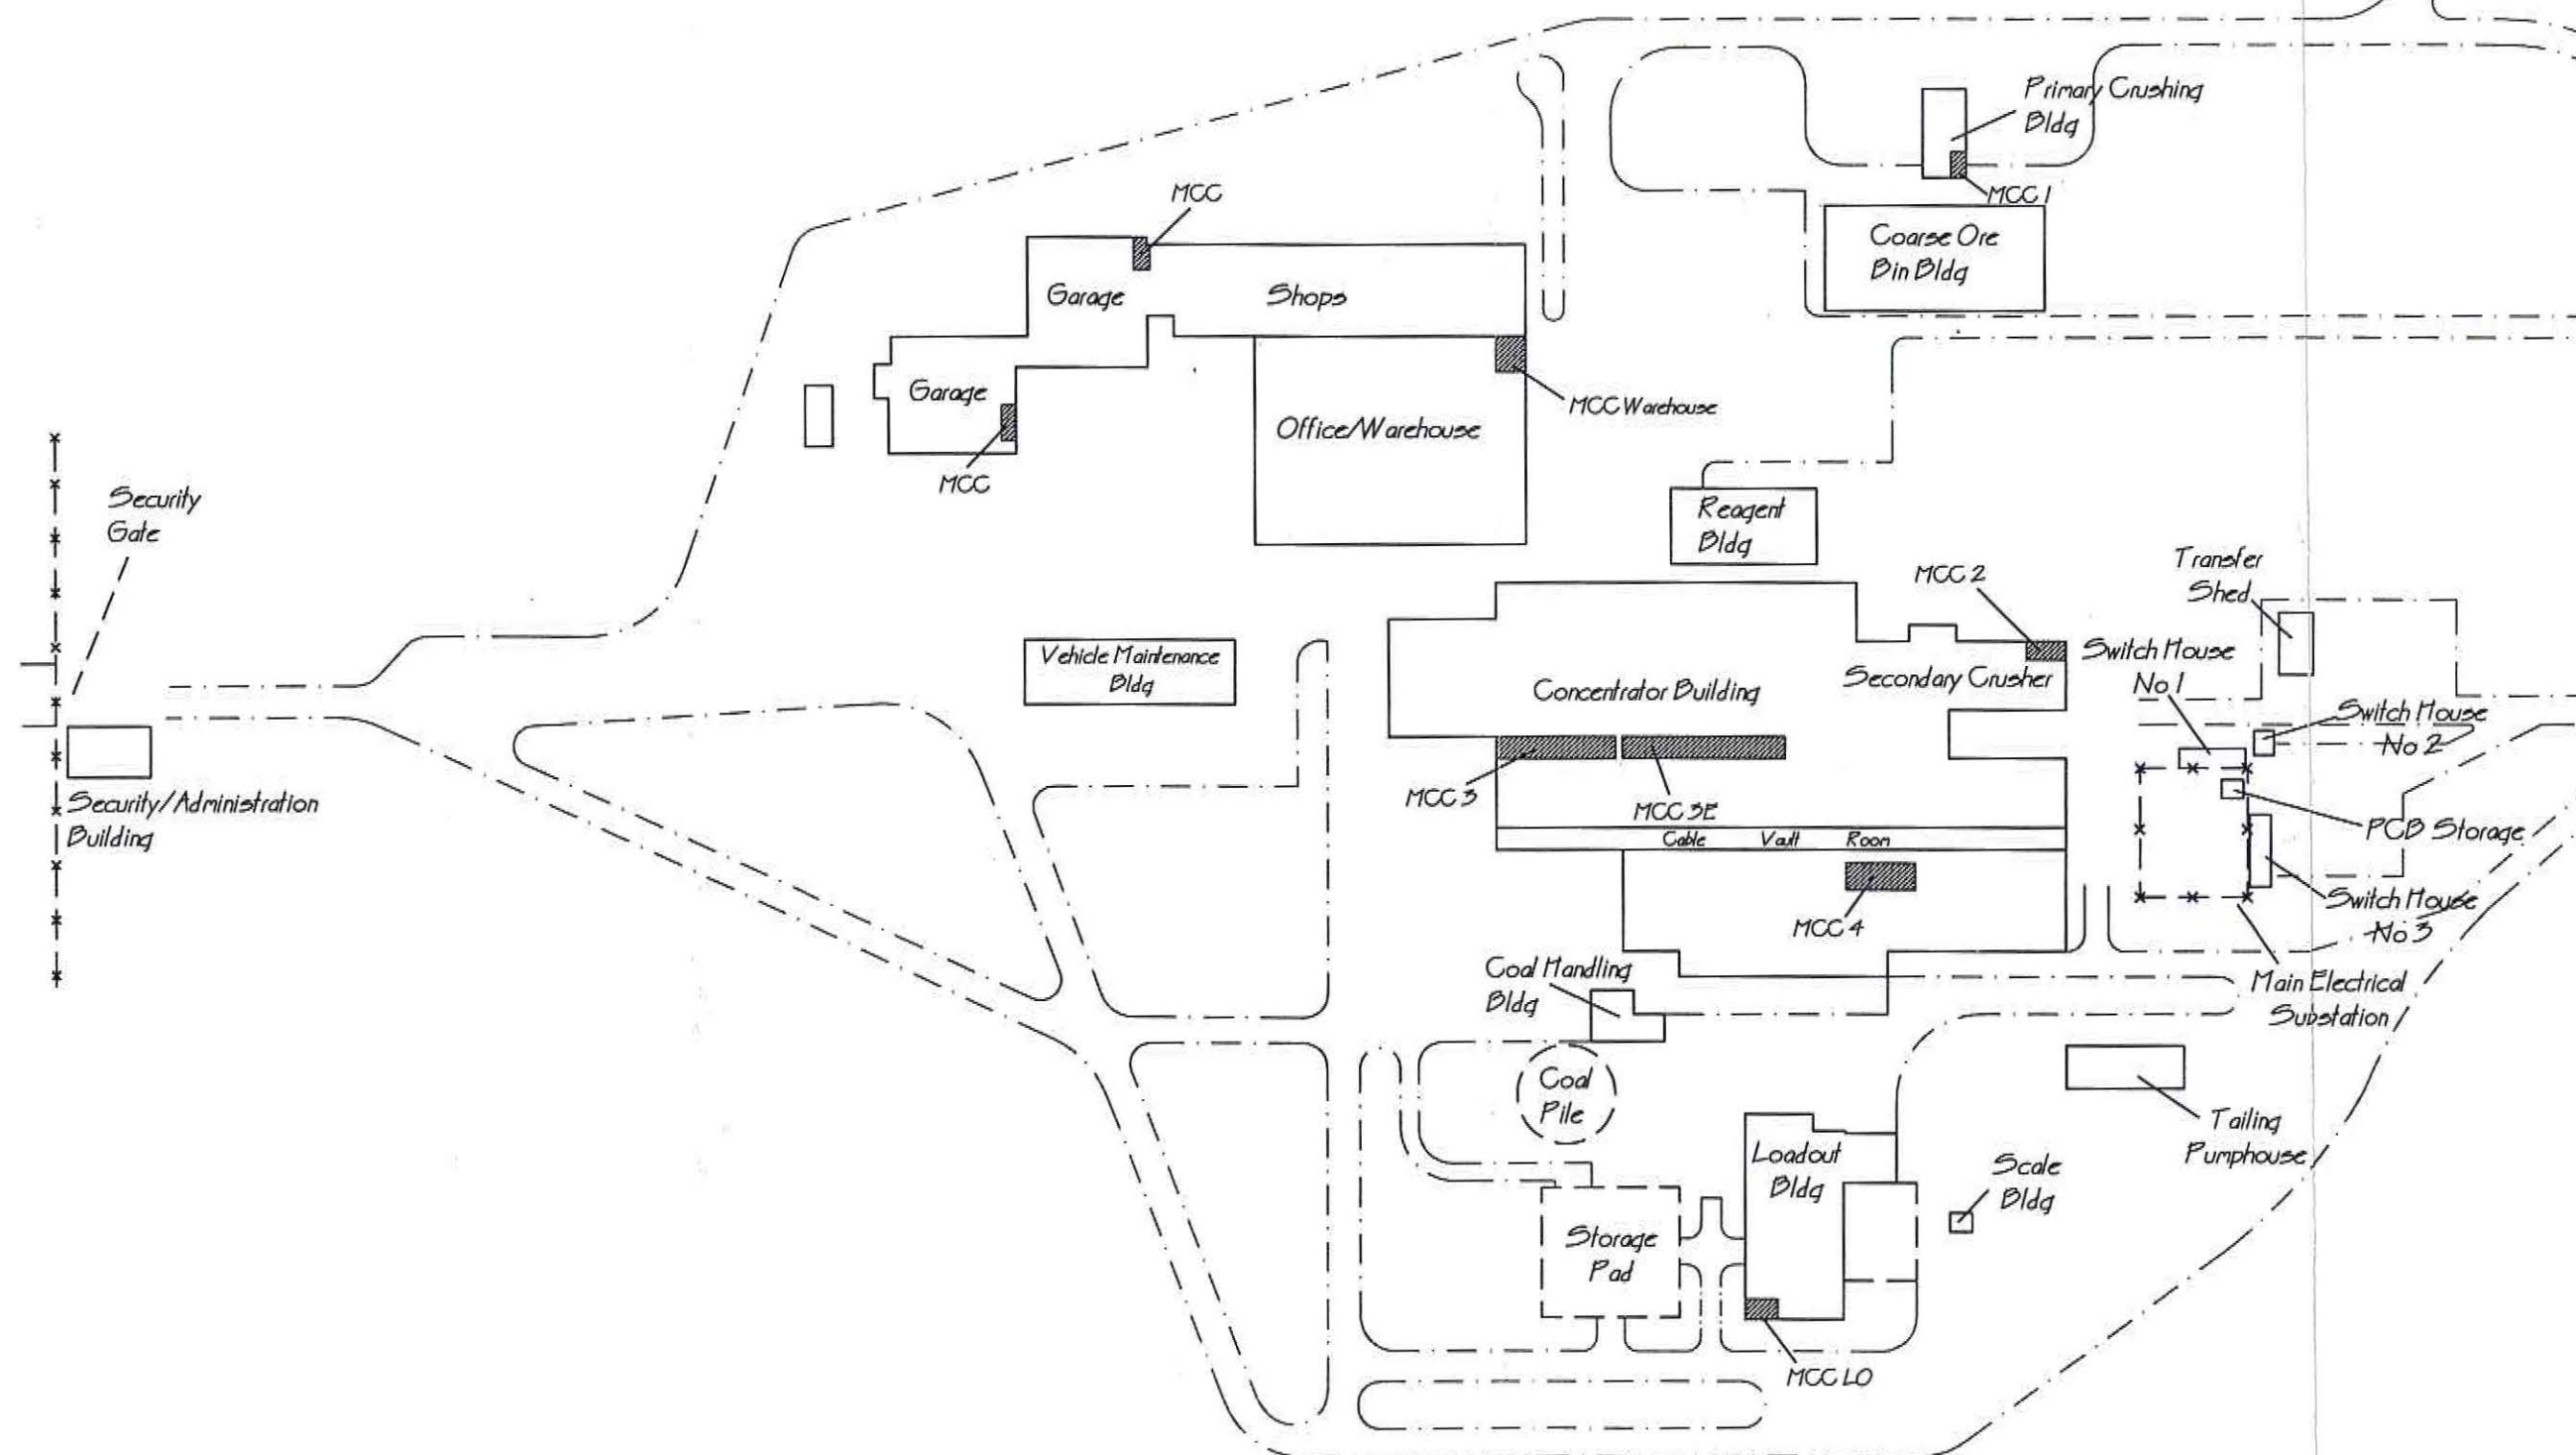 Primary Crushing
Bldg
MCC 1
Coarse Ore
Bin Bldg
MCC
Garage
Shops
Garage
MCC
MCC Warehouse
Office/Warehouse
Security
Gate
Reagent
Bldg
MCC 2
Transfer
Shed
Vehicle Maintenance
Bldg
Concentrator Building
Secondary Crusher
Switch House
No 1
Switch House
No 2
Security/Administration
Building
MCC 3
MCC 3E
PCB Storage
Cable Vault Room
MCC 4
Switch House
No 3
Coal Handling
Bldg
Main Electrical
Substation
Coal
Pile
Loadout
Bldg
Tailing
Pumphouse
Scale
Bldg
Storage
Pad
MCC LO